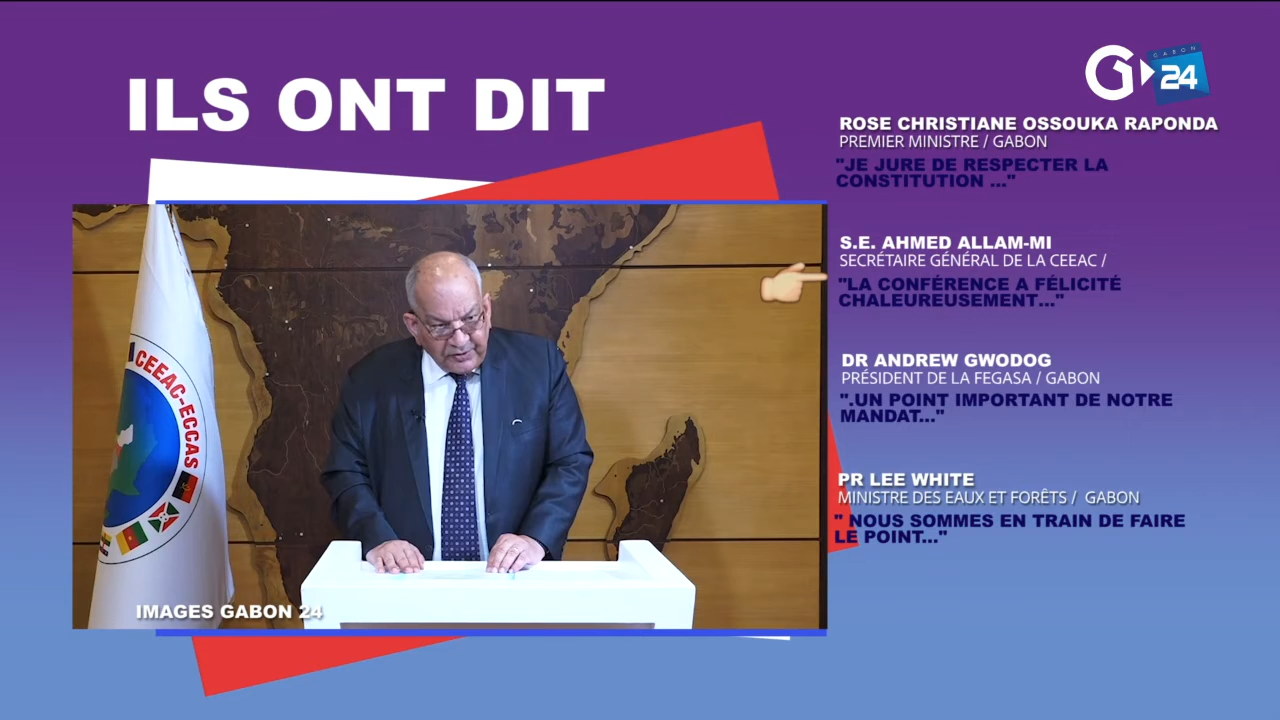 ILS ONT DIT
G
GABON
24
ROSE CHRISTIANE OSSOUKA RAPONDA
PREMIER MINISTRE / GABON
"JE JURE DE RESPECTER LA
CONSTITUTION ..."
S.E. AHMED ALLAM-MI
SECRÉTAIRE GÉNÉRAL DE LA CEEAC /
"LA CONFÉRENCE A FÉLICITÉ
CHALEUREUSEMENT..."
DR ANDREW GWODOG
PRÉSIDENT DE LA FEGASA / GABON
".UN POINT IMPORTANT DE NOTRE
MANDAT..."
PR LEE WHITE
MINISTRE DES EAUX ET FORÊTS /  GABON
" NOUS SOMMES EN TRAIN DE FAIRE
LE POINT..."
CEEAC-ECCAS
IMAGES GABON 24